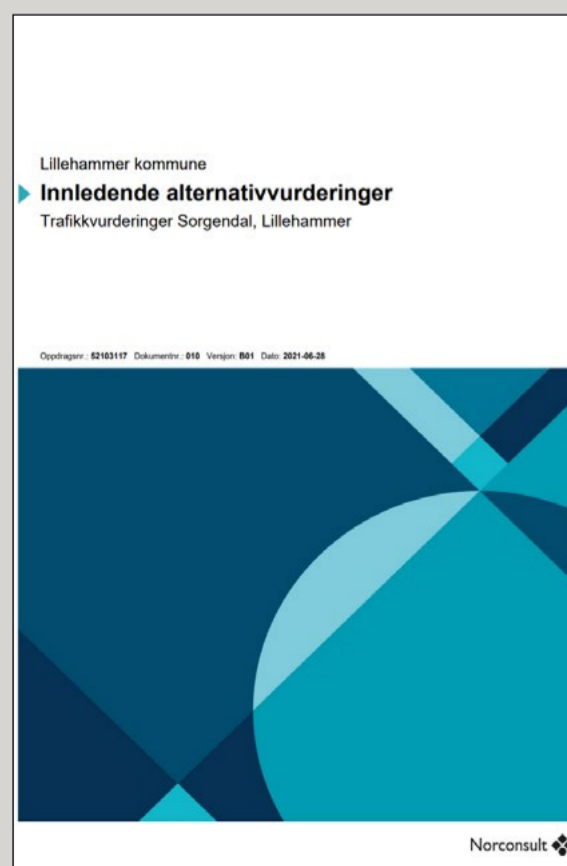 Lillehammer kommune
Innledende alternativvurderinger
Trafikkvurderinger Sorgendal, Lillehammer
Oppdragsnr.: 52103117 Dokumentnr.: 010 Versjon: B01 Dato: 2021-06-28
Norconsult